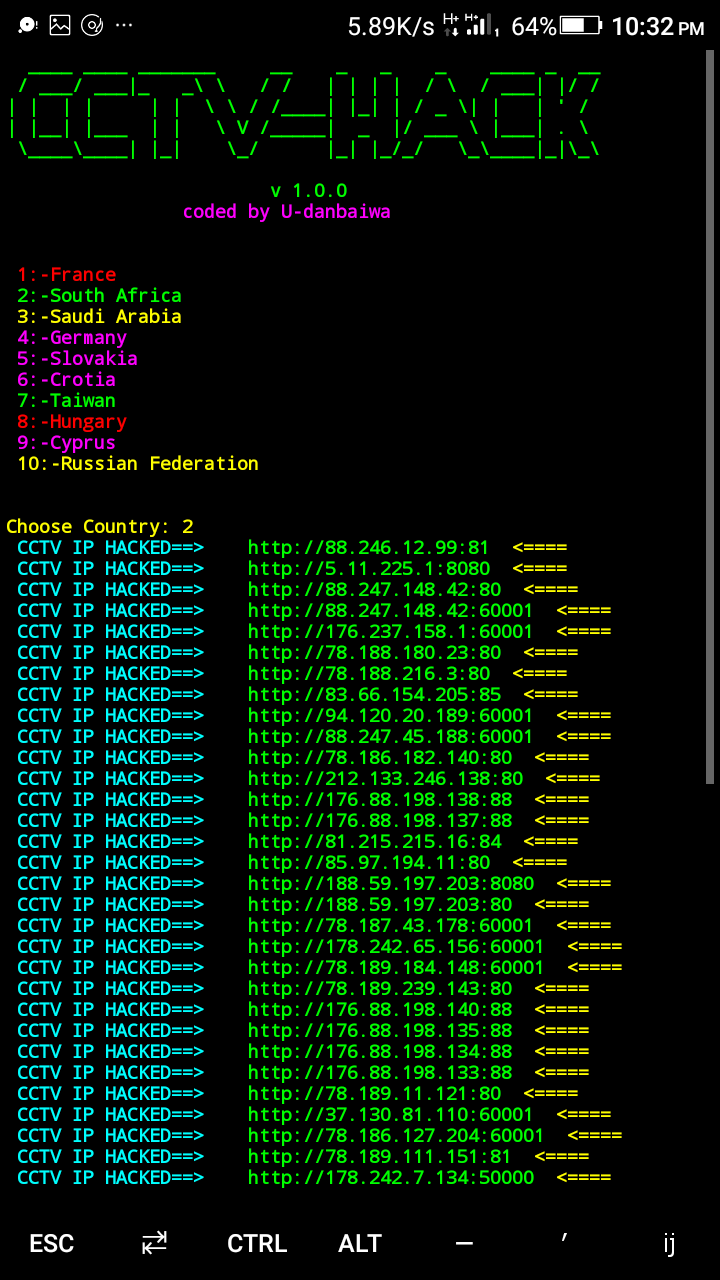 5.89K/s H+ H+ 1 64% 10:32 PM
CCTV-HACK
v 1.0.0
coded by U-danbaiwa
1:-France
2:-South Africa
3:-Saudi Arabia
4:-Germany
5:-Slovakia
6:-Crotia
7:-Taiwan
8:-Hungary
9:-Cyprus
10:-Russian Federation
Choose Country: 2
CCTV IP HACKED==> http://88.246.12.99:81 <====
CCTV IP HACKED==> http://5.11.225.1:8080 <====
CCTV IP HACKED==> http://88.247.148.42:80 <====
CCTV IP HACKED==> http://88.247.148.42:60001 <====
CCTV IP HACKED==> http://176.237.158.1:60001 <====
CCTV IP HACKED==> http://78.188.180.23:80 <====
CCTV IP HACKED==> http://78.188.216.3:80 <====
CCTV IP HACKED==> http://83.66.154.205:85 <====
CCTV IP HACKED==> http://94.120.20.189:60001 <====
CCTV IP HACKED==> http://88.247.45.188:60001 <====
CCTV IP HACKED==> http://78.186.182.140:80 <====
CCTV IP HACKED==> http://212.133.246.138:80 <====
CCTV IP HACKED==> http://176.88.198.138:88 <====
CCTV IP HACKED==> http://176.88.198.137:88 <====
CCTV IP HACKED==> http://81.215.215.16:84 <====
CCTV IP HACKED==> http://85.97.194.11:80 <====
CCTV IP HACKED==> http://188.59.197.203:8080 <====
CCTV IP HACKED==> http://188.59.197.203:80 <====
CCTV IP HACKED==> http://78.187.43.178:60001 <====
CCTV IP HACKED==> http://178.242.65.156:60001 <====
CCTV IP HACKED==> http://78.189.184.148:60001 <====
CCTV IP HACKED==> http://78.189.239.143:80 <====
CCTV IP HACKED==> http://176.88.198.140:88 <====
CCTV IP HACKED==> http://176.88.198.135:88 <====
CCTV IP HACKED==> http://176.88.198.134:88 <====
CCTV IP HACKED==> http://176.88.198.133:88 <====
CCTV IP HACKED==> http://78.189.11.121:80 <====
CCTV IP HACKED==> http://37.130.81.110:60001 <====
CCTV IP HACKED==> http://78.186.127.204:60001 <====
CCTV IP HACKED==> http://78.189.111.151:81 <====
CCTV IP HACKED==> http://178.242.7.134:50000 <====
ESC CTRL ALT — ′ ij